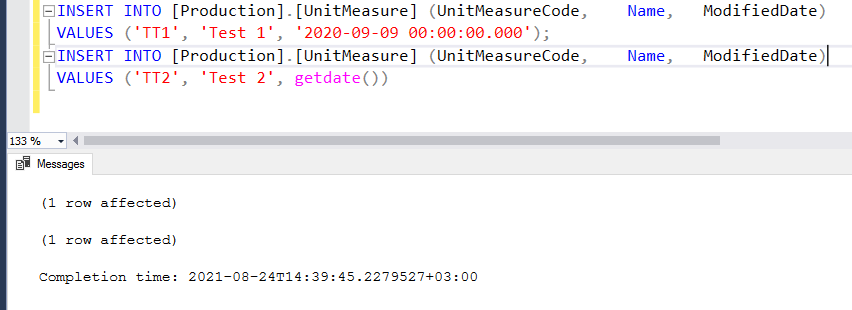 INSERT INTO [Production].[UnitMeasure] (UnitMeasureCode, Name, ModifiedDate)
VALUES ('TT1', 'Test 1', '2020-09-09 00:00:00.000');
INSERT INTO [Production].[UnitMeasure] (UnitMeasureCode, Name, ModifiedDate)
VALUES ('TT2', 'Test 2', getdate())
133 %
Messages
(1 row affected)
(1 row affected)
Completion time: 2021-08-24T14:39:45.2279527+03:00